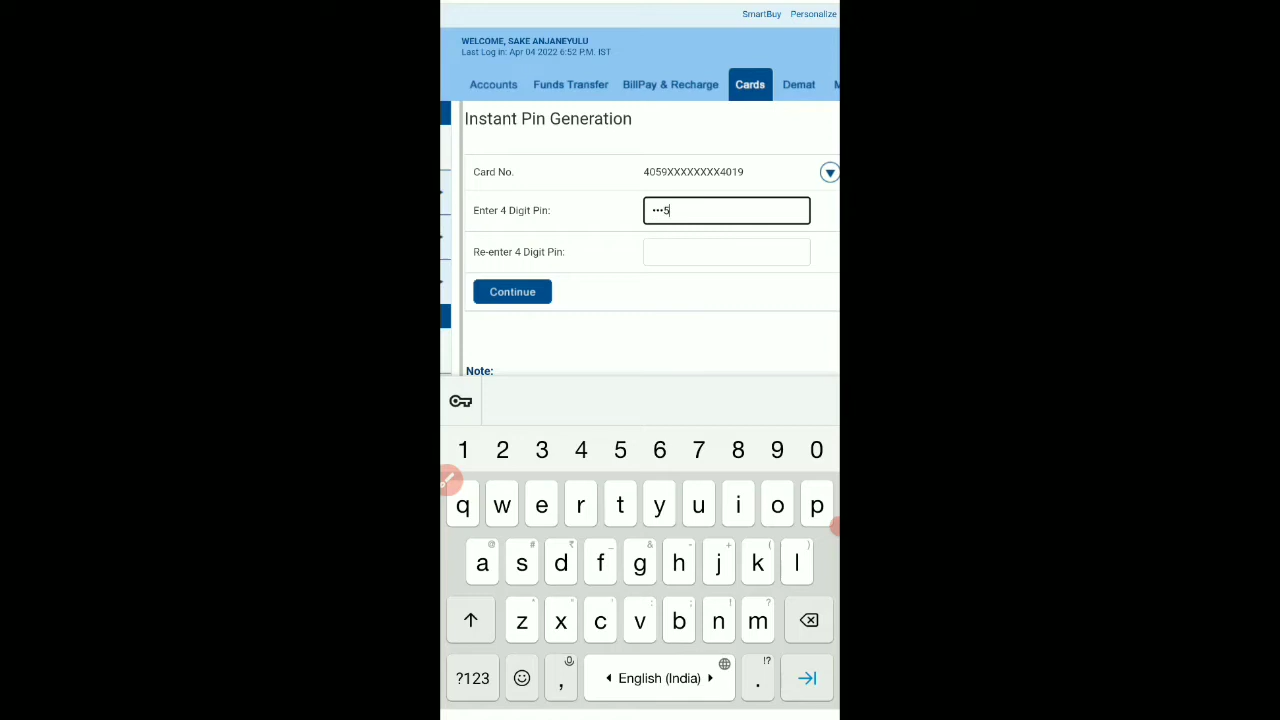 SmartBuy Personalize
WELCOME, SAKE ANJANEYULU
Last Log in: Apr 04 2022 6:52 P.M. IST
Accounts Funds Transfer BillPay & Recharge Cards Demat M
Instant Pin Generation
Card No. 4059XXXXXXXX4019
Enter 4 Digit Pin: •••5
Re-enter 4 Digit Pin:
Continue
Note:
1 2 3 4 5 6 7 8 9 0
q w e r t y u i o p
@ # ₹ _ & - + ( )
a s d f g h j k l
* " ' : ; ! ?
z x c v b n m
?123 , English (India) . !?